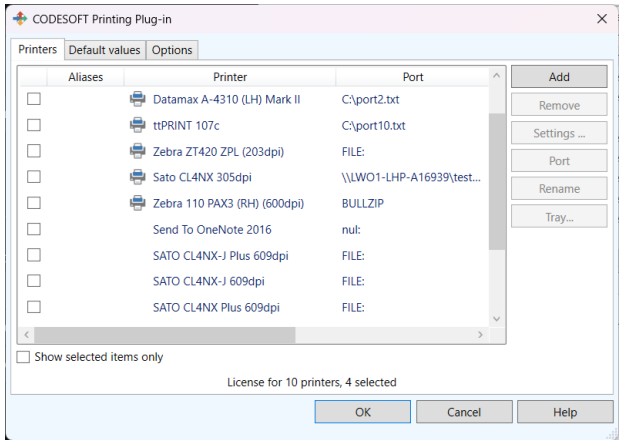 CODESOFT Printing Plug-in
Printers Default values Options
Aliases Printer Port Add
Datamax A-4310 (LH) Mark II C:\port2.txt Remove
ttPRINT 107c C:\port10.txt Settings ...
Zebra ZT420 ZPL (203dpi) FILE: Port
Sato CL4NX 305dpi \\LWO1-LHP-A16939\test... Rename
Zebra 110 PAX3 (RH) (600dpi) BULLZIP Tray...
Send To OneNote 2016 nul:
SATO CL4NX-J Plus 609dpi FILE:
SATO CL4NX-J 609dpi FILE:
SATO CL4NX Plus 609dpi FILE:
Show selected items only
License for 10 printers, 4 selected
OK Cancel Help